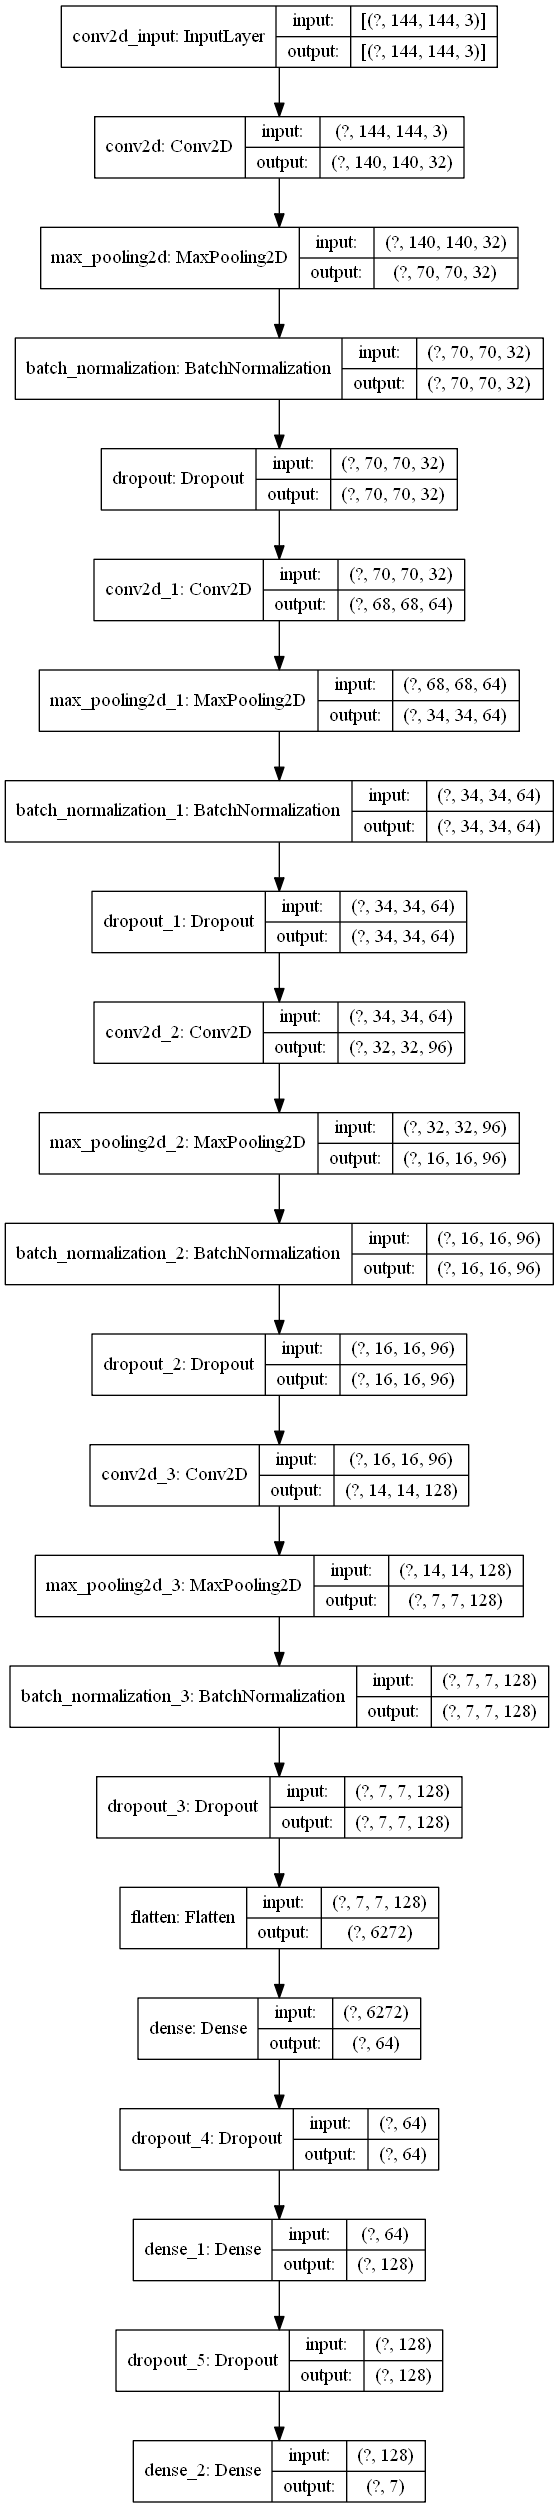 conv2d_input: InputLayer input: [(?, 144, 144, 3)]
output: [(?, 144, 144, 3)]
conv2d: Conv2D input: (?, 144, 144, 3)
output: (?, 140, 140, 32)
max_pooling2d: MaxPooling2D input: (?, 140, 140, 32)
output: (?, 70, 70, 32)
batch_normalization: BatchNormalization input: (?, 70, 70, 32)
output: (?, 70, 70, 32)
dropout: Dropout input: (?, 70, 70, 32)
output: (?, 70, 70, 32)
conv2d_1: Conv2D input: (?, 70, 70, 32)
output: (?, 68, 68, 64)
max_pooling2d_1: MaxPooling2D input: (?, 68, 68, 64)
output: (?, 34, 34, 64)
batch_normalization_1: BatchNormalization input: (?, 34, 34, 64)
output: (?, 34, 34, 64)
dropout_1: Dropout input: (?, 34, 34, 64)
output: (?, 34, 34, 64)
conv2d_2: Conv2D input: (?, 34, 34, 64)
output: (?, 32, 32, 96)
max_pooling2d_2: MaxPooling2D input: (?, 32, 32, 96)
output: (?, 16, 16, 96)
batch_normalization_2: BatchNormalization input: (?, 16, 16, 96)
output: (?, 16, 16, 96)
dropout_2: Dropout input: (?, 16, 16, 96)
output: (?, 16, 16, 96)
conv2d_3: Conv2D input: (?, 16, 16, 96)
output: (?, 14, 14, 128)
max_pooling2d_3: MaxPooling2D input: (?, 14, 14, 128)
output: (?, 7, 7, 128)
batch_normalization_3: BatchNormalization input: (?, 7, 7, 128)
output: (?, 7, 7, 128)
dropout_3: Dropout input: (?, 7, 7, 128)
output: (?, 7, 7, 128)
flatten: Flatten input: (?, 7, 7, 128)
output: (?, 6272)
dense: Dense input: (?, 6272)
output: (?, 64)
dropout_4: Dropout input: (?, 64)
output: (?, 64)
dense_1: Dense input: (?, 64)
output: (?, 128)
dropout_5: Dropout input: (?, 128)
output: (?, 128)
dense_2: Dense input: (?, 128)
output: (?, 7)